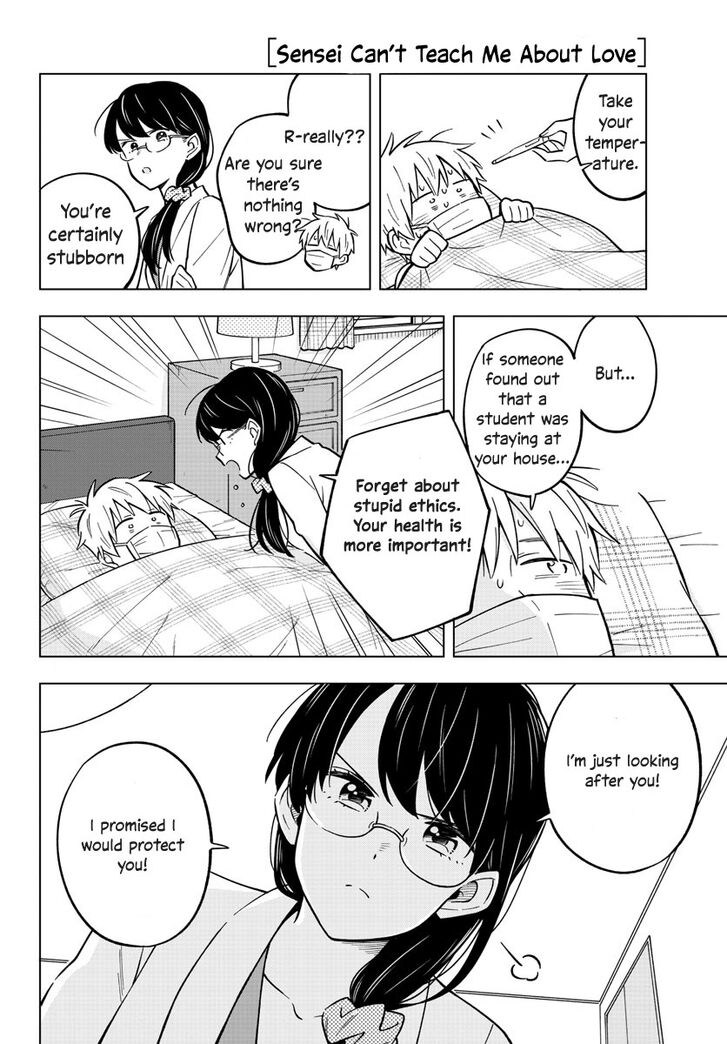 [Sensei Can't Teach Me About Love]
Take
your
temper-
ature.
R-really??
Are you sure
there's
nothing
wrong?
You're
certainly
stubborn
But...
If someone
found out
that a
student was
staying at
your house...
Forget about
stupid ethics.
Your health is
more important!
I'm just looking
after you!
I promised I
would protect
you!